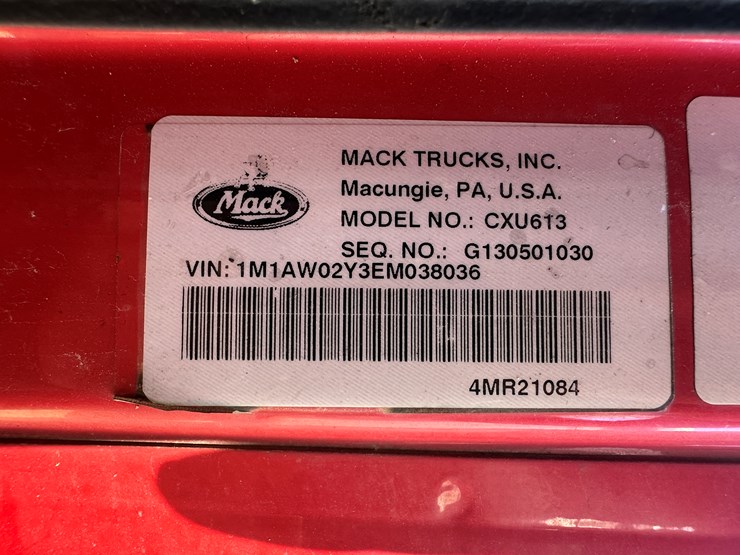 Mack
MACK TRUCKS, INC.
Macungie, PA, U.S.A.
MODEL NO.: CXU613
SEQ. NO.: G130501030
VIN: 1M1AW02Y3EM038036
4MR21084